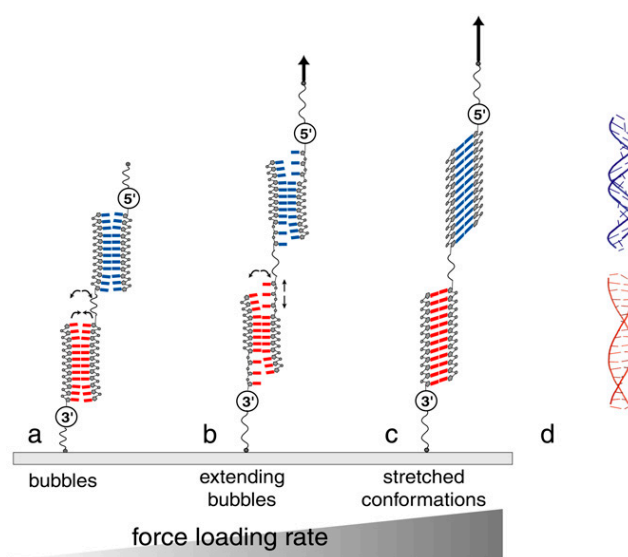 5'
5'
5'
3'
3'
3'
a
b
c
d
bubbles
extending
bubbles
stretched
conformations
force loading rate